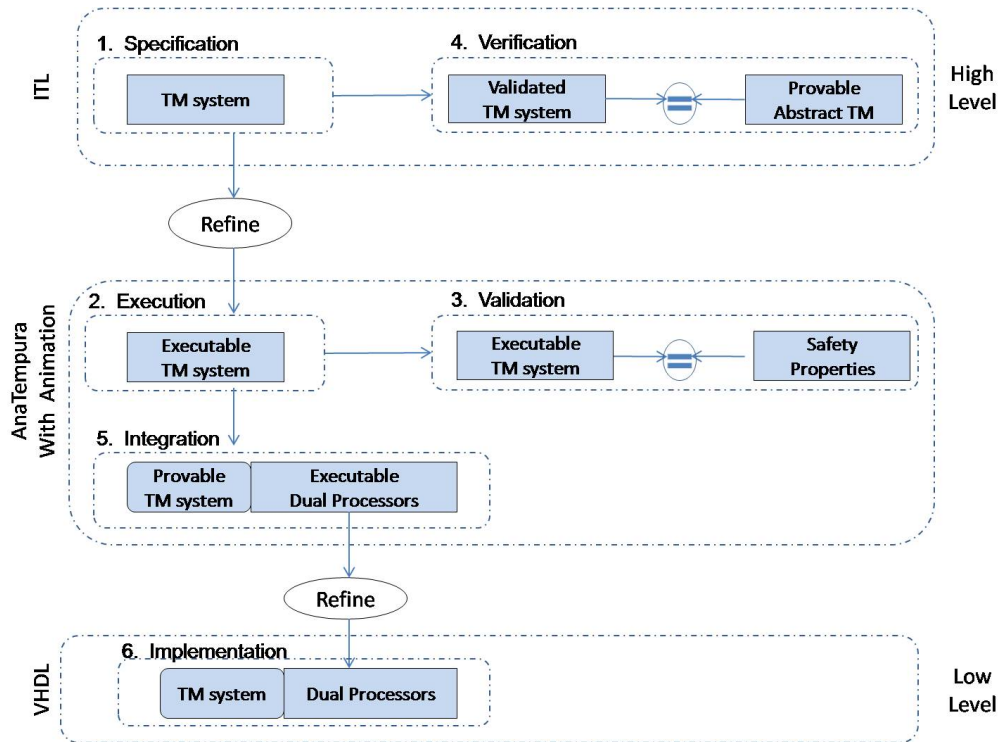 1. Specification
4. Verification
ITL
TM system
Validated
TM system
Provable
Abstract TM
High
Level
Refine
2. Execution
3. Validation
AnaTempura
With Animation
Executable
TM system
Executable
TM system
Safety
Properties
5. Integration
Provable
TM system
Executable
Dual Processors
Refine
6. Implementation
VHDL
TM system
Dual Processors
Low
Level